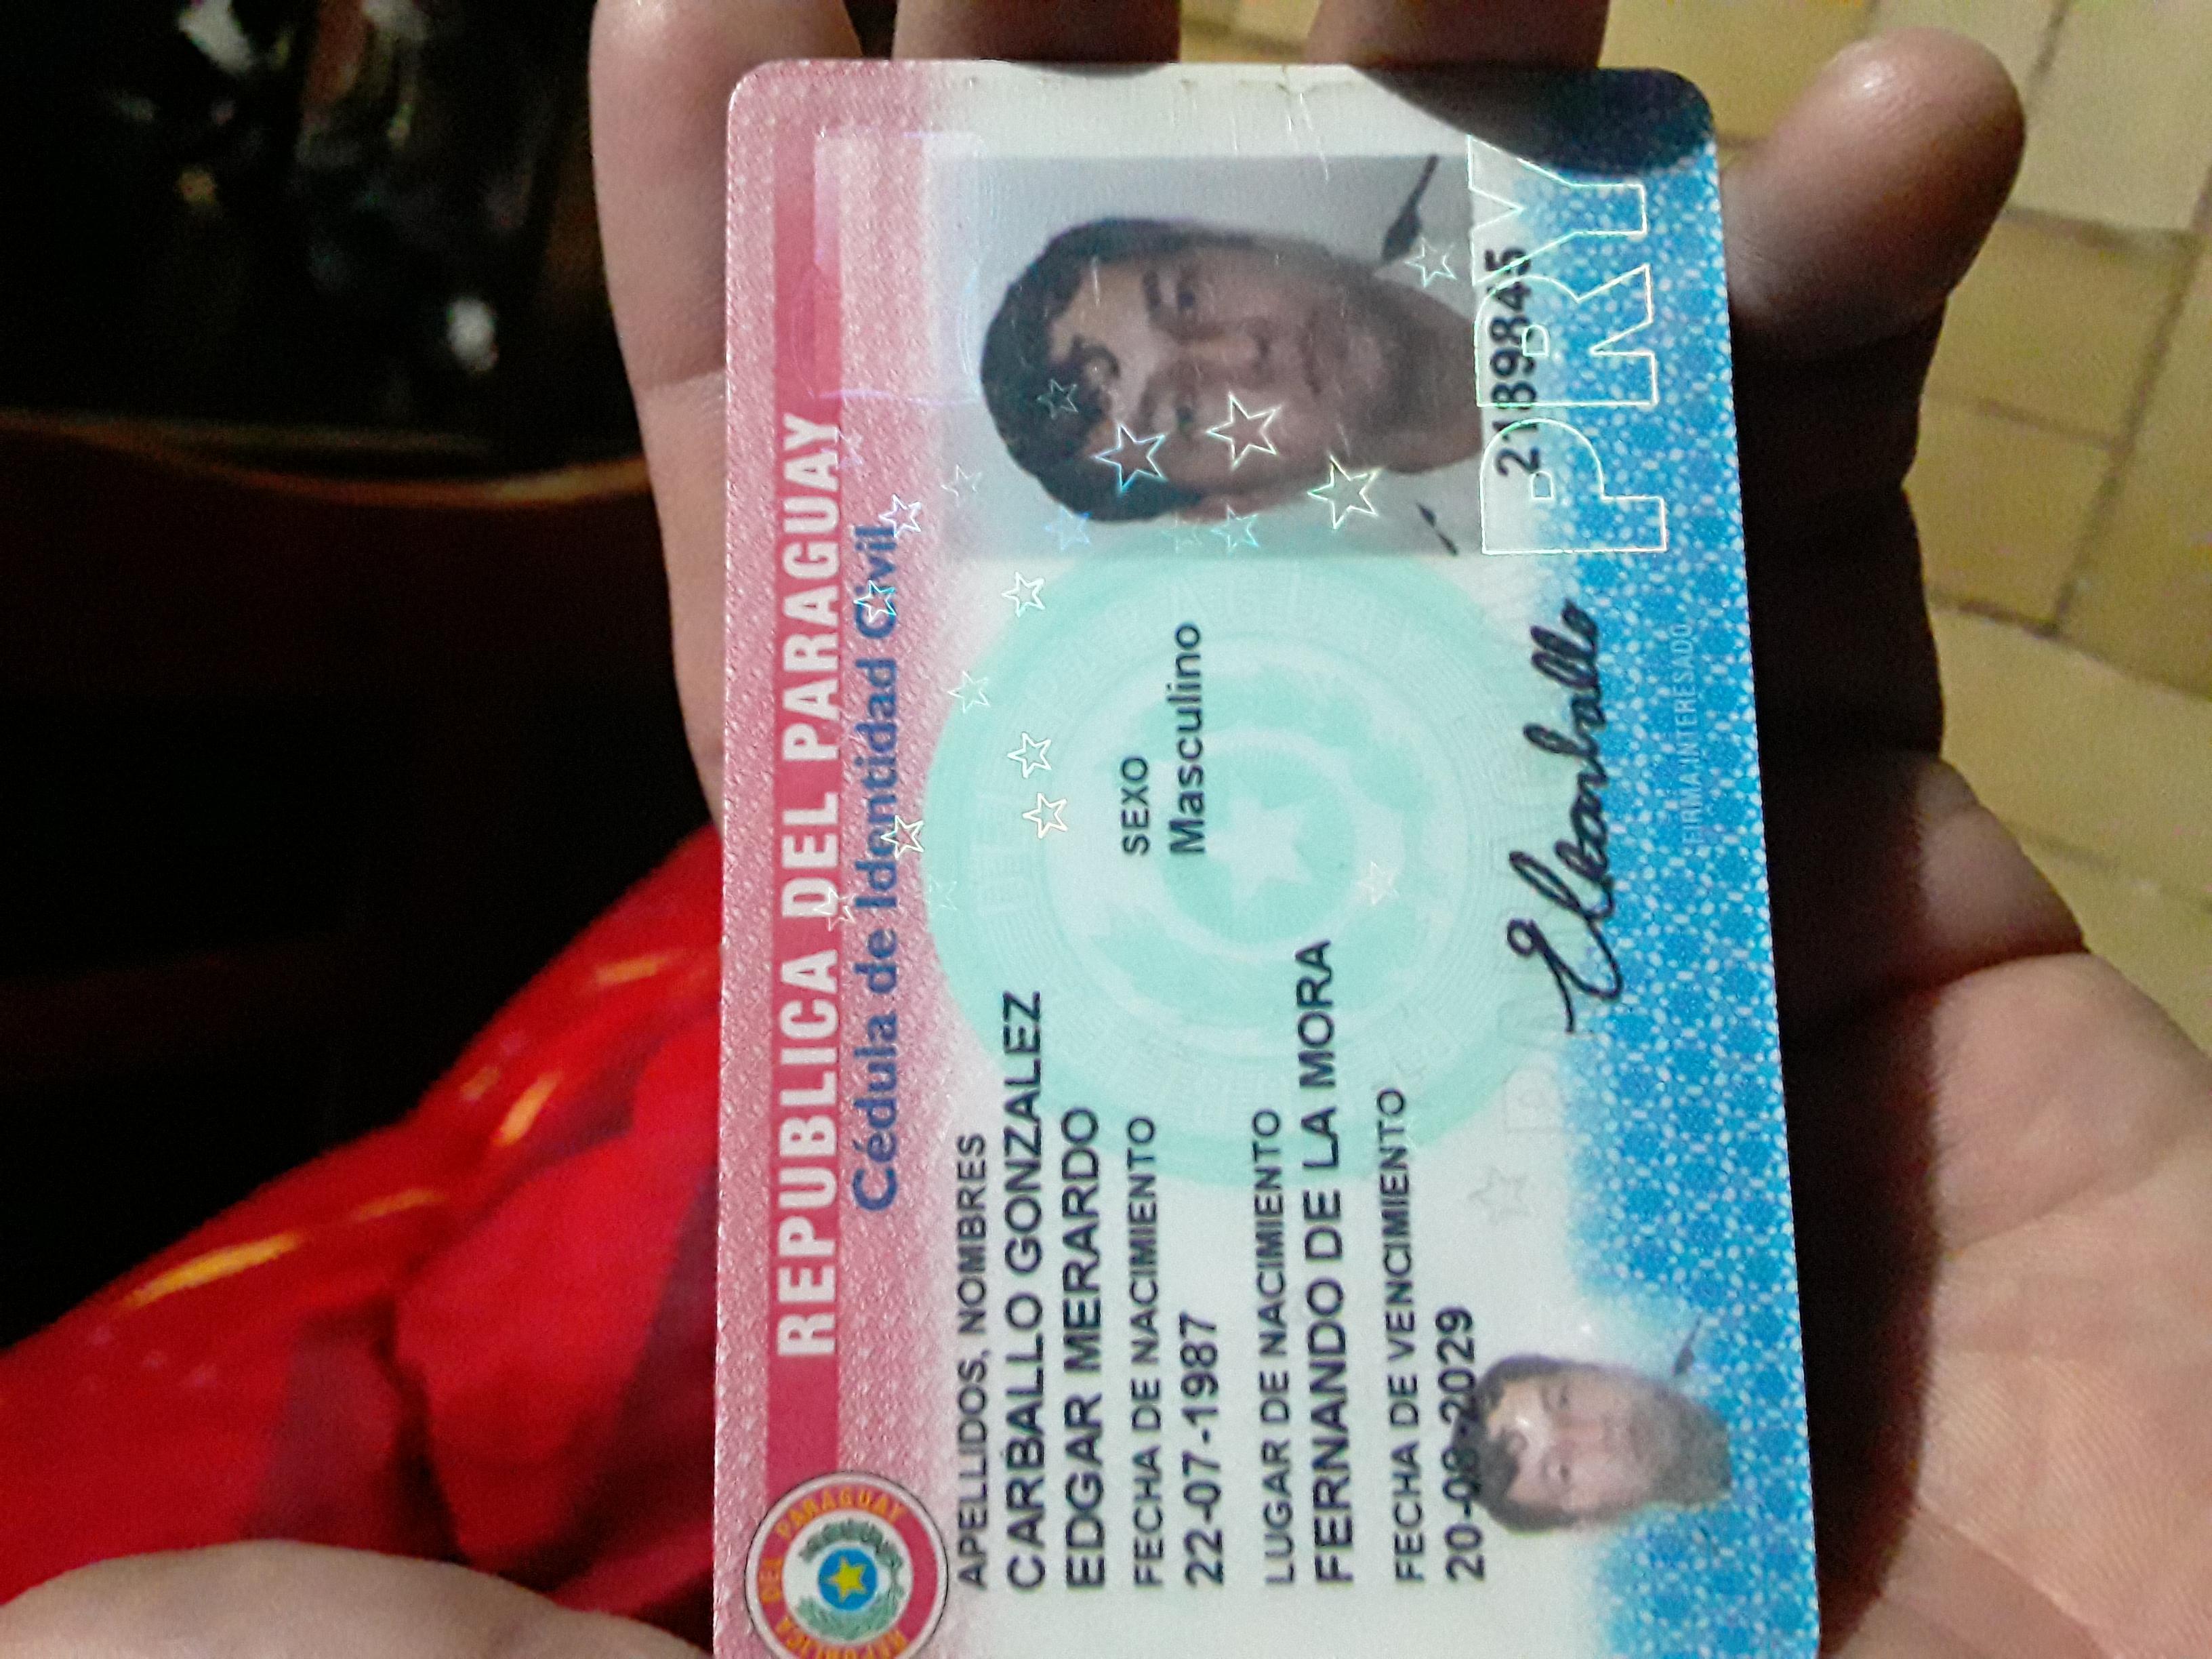 REPUBLICA DEL PARAGUAY
Cédula de Identidad Civil
REPUBLICA DEL PARAGUAY
APELLIDOS, NOMBRES
CARBALLO GONZALEZ
EDGAR MERARDO
FECHA DE NACIMIENTO
22-07-1987
SEXO
Masculino
LUGAR DE NACIMIENTO
FERNANDO DE LA MORA
FECHA DE VENCIMIENTO
20-08-2029
2189845
PRY
FIRMA INTERESADO